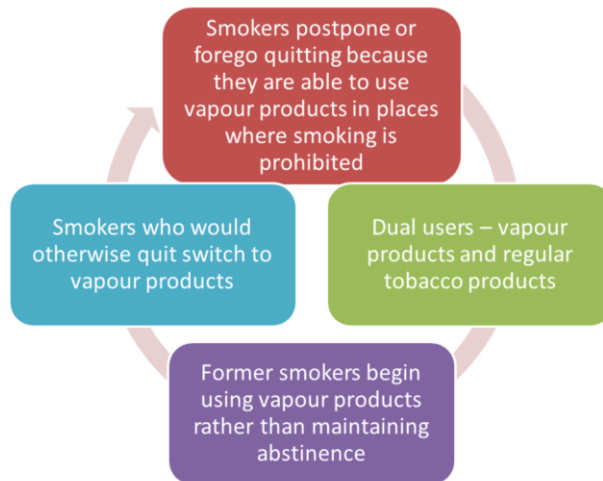 Smokers postpone or
forego quitting because
they are able to use
vapour products in places
where smoking is
prohibited
Dual users – vapour
products and regular
tobacco products
Former smokers begin
using vapour products
rather than maintaining
abstinence
Smokers who would
otherwise quit switch to
vapour products